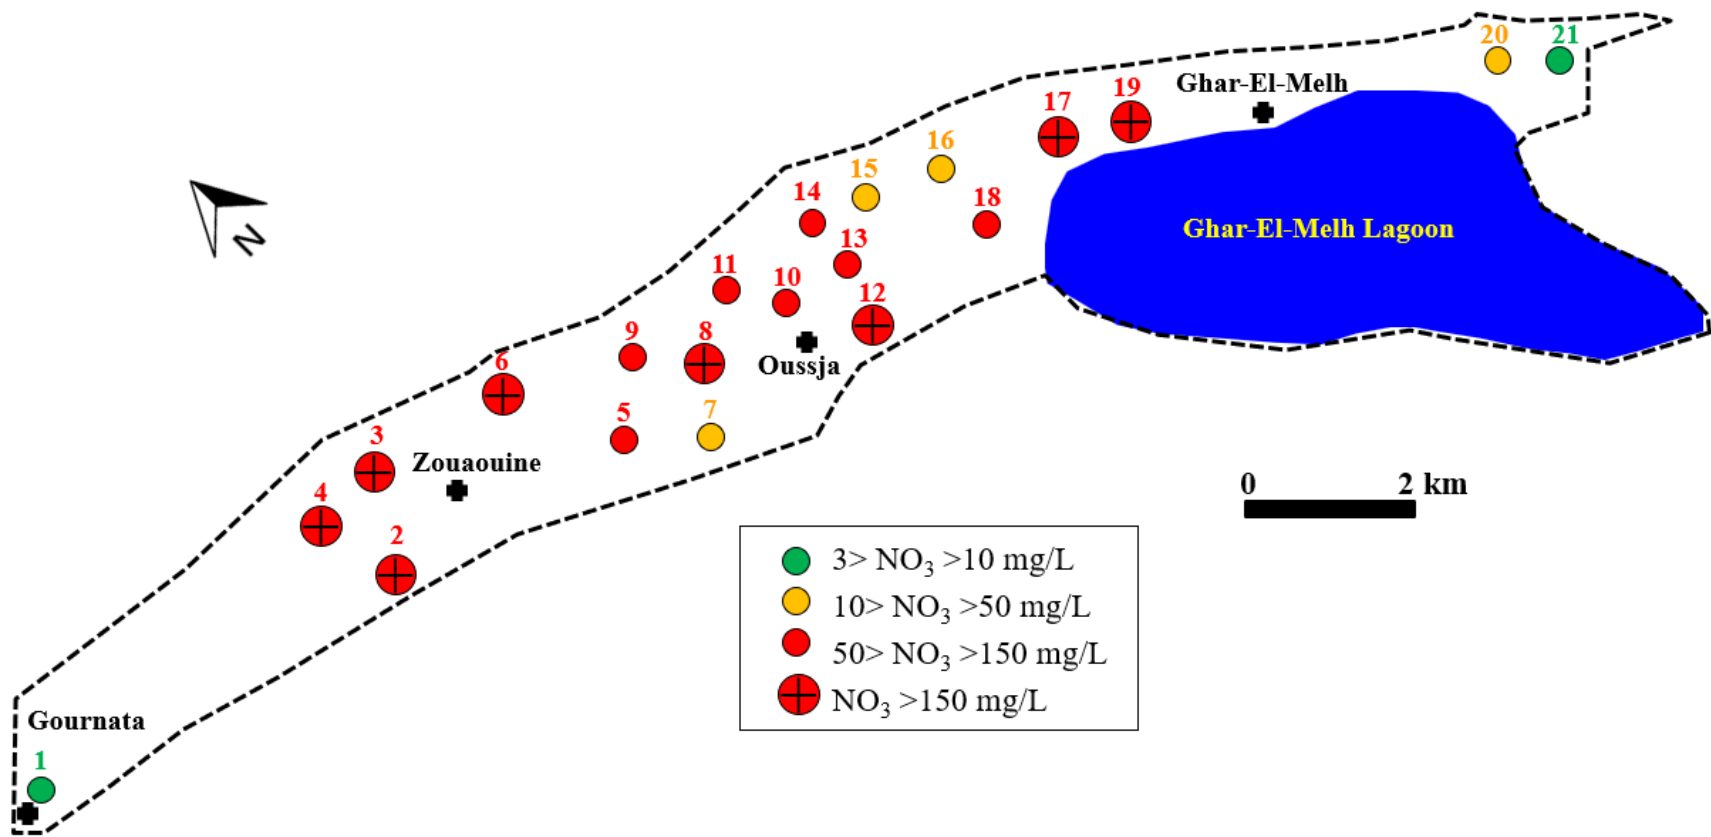 20 21
Ghar-El-Melh
19
17
16
15
14
18
Ghar-El-Melh Lagoon
N
13
11
10
12
9
8
6
Oussja
5
7
3
Zouaouine
4
2
0 2 km
3> NO₃ >10 mg/L
10> NO₃ >50 mg/L
50> NO₃ >150 mg/L
NO₃ >150 mg/L
Gournata
1